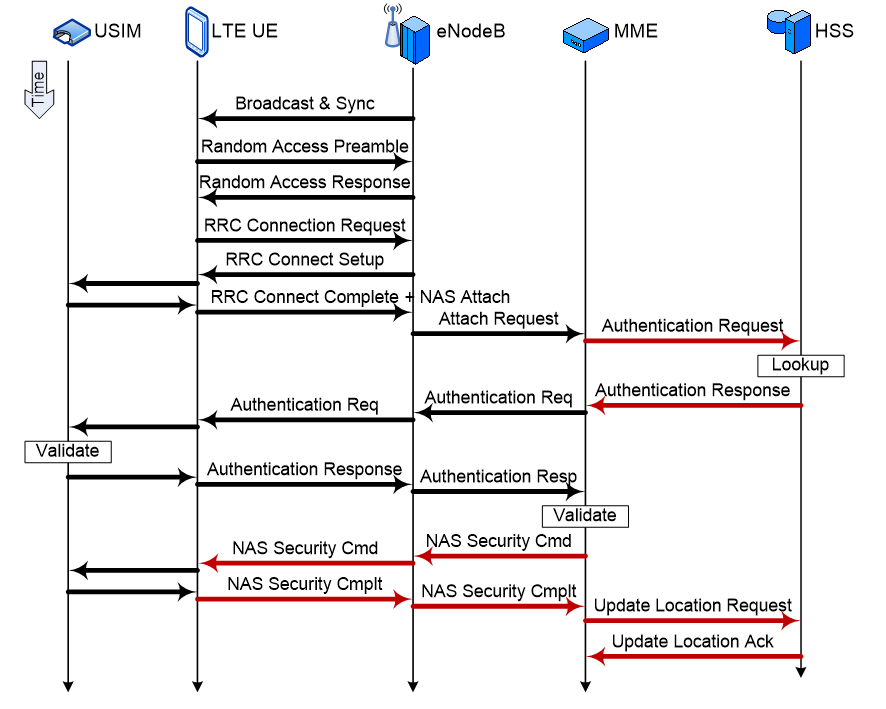 USIM
LTE UE
eNodeB
MME
HSS
Time
Broadcast & Sync
Random Access Preamble
Random Access Response
RRC Connection Request
RRC Connect Setup
RRC Connect Complete + NAS Attach
Attach Request
Authentication Request
Lookup
Authentication Response
Authentication Req
Authentication Req
Validate
Authentication Response
Authentication Resp
Validate
NAS Security Cmd
NAS Security Cmd
NAS Security Cmplt
NAS Security Cmplt
Update Location Request
Update Location Ack